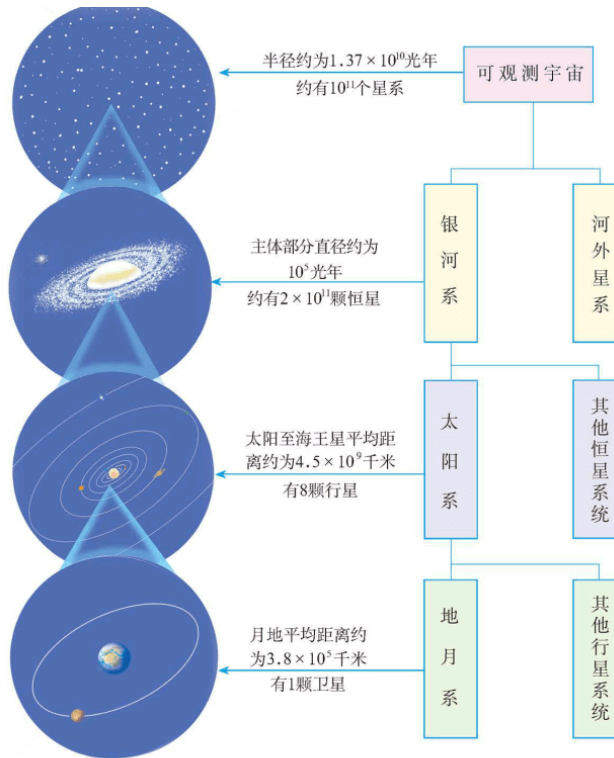 半径约为1.37×10¹⁰光年
约有10¹¹个星系
可观测宇宙
主体部分直径约为
10⁵光年
约有2×10¹¹颗恒星
银河系
河外星系
太阳至海王星平均距
离约为4.5×10⁹千米
有8颗行星
太阳系
其他恒星系统
月地平均距离约
为3.8×10⁵千米
有1颗卫星
地月系
其他行星系统